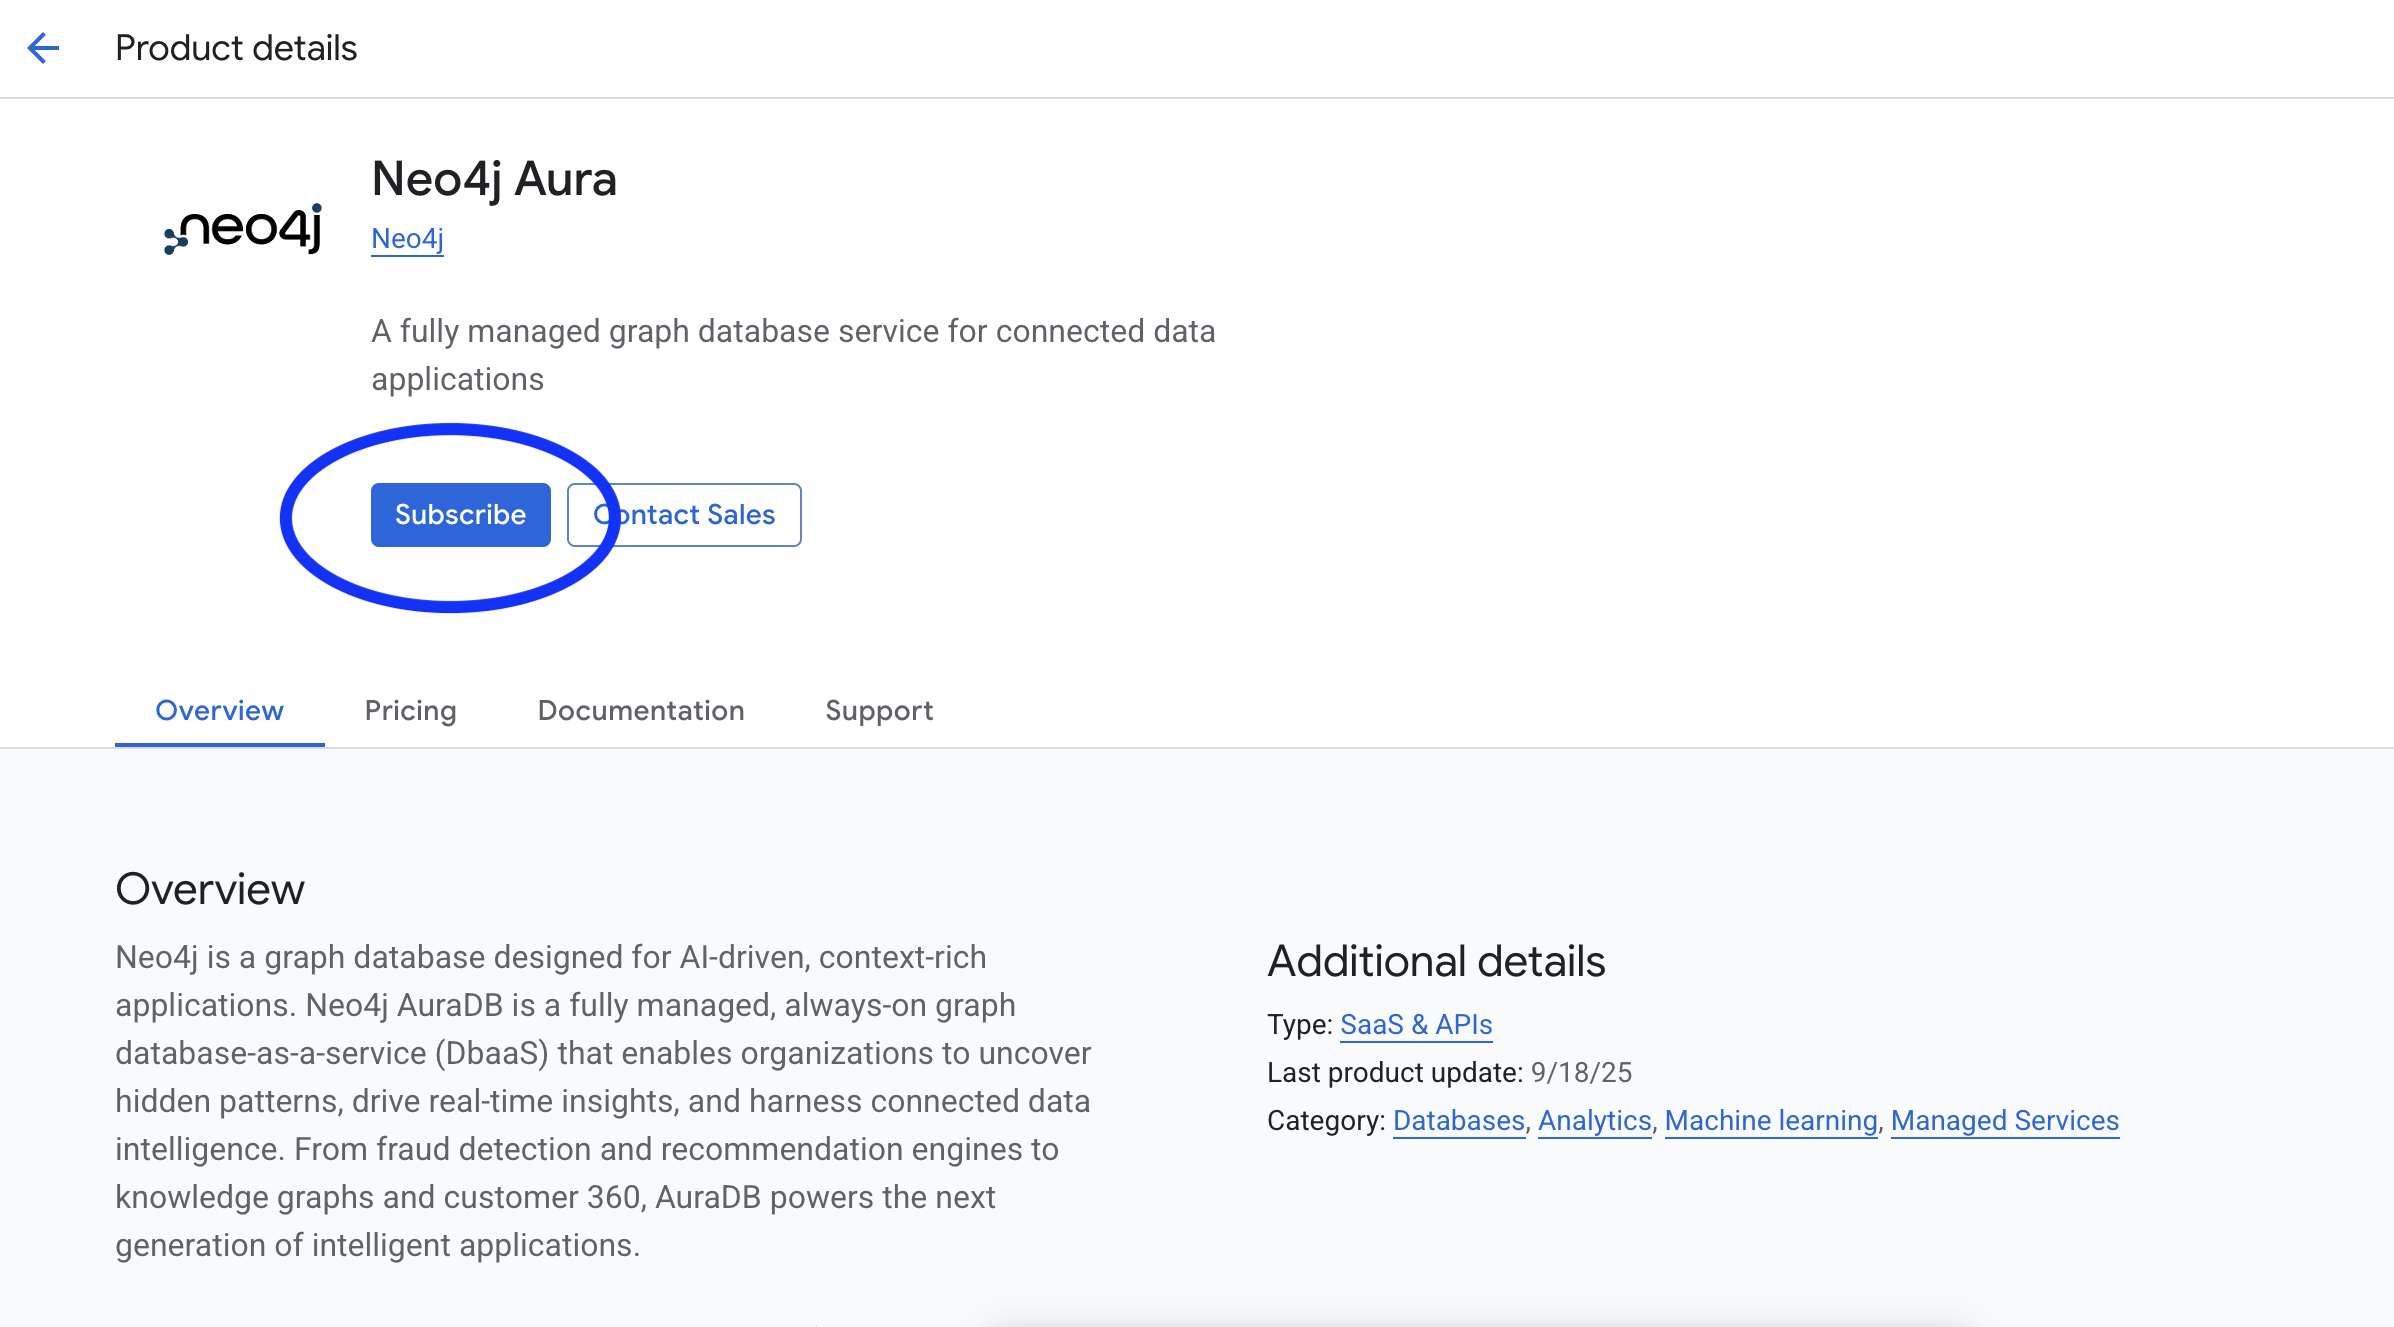 Product details
neo4j
Neo4j Aura
Neo4j
A fully managed graph database service for connected data
applications
Subscribe
Contact Sales
Overview
Pricing
Documentation
Support
Overview
Neo4j is a graph database designed for AI-driven, context-rich
applications. Neo4j AuraDB is a fully managed, always-on graph
database-as-a-service (DbaaS) that enables organizations to uncover
hidden patterns, drive real-time insights, and harness connected data
intelligence. From fraud detection and recommendation engines to
knowledge graphs and customer 360, AuraDB powers the next
generation of intelligent applications.
Additional details
Type: SaaS & APIs
Last product update: 9/18/25
Category: Databases, Analytics, Machine learning, Managed Services